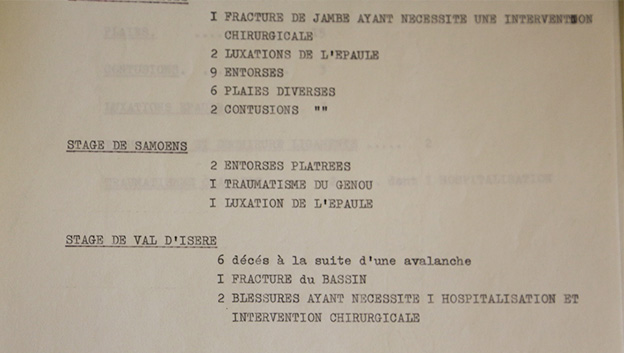 I FRACTURE DE JAMBE AYANT NECESSITE UNE INTERVENTION
CHIRURGICALE
2 LUXATIONS DE L'EPAULE
9 ENTORSES
6 PLAIES DIVERSES
2 CONTUSIONS ""
STAGE DE SAMOENS
2 ENTORSES PLATREES
I TRAUMATISME DU GENOU
I LUXATION DE L'EPAULE
STAGE DE VAL D'ISERE
6 décés à la suite d'une avalanche
I FRACTURE du BASSIN
2 BLESSURES AYANT NECESSITE I HOSPITALISATION ET
INTERVENTION CHIRURGICALE